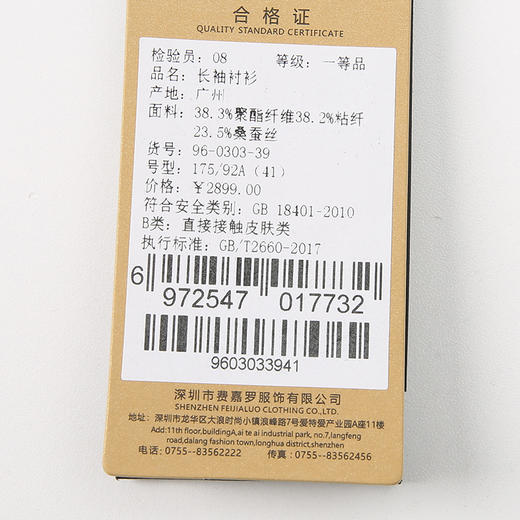 合格证
QUALITY STANDARD CERTIFICATE
检验员: 08 等级: 一等品
品名: 长袖衬衫
产地: 广州
面料: 38.3%聚酯纤维38.2%粘纤
23.5%桑蚕丝
货号: 96-0303-39
号型: 175/92A (41)
价格: ￥2899.00
符合安全类别: GB 18401-2010
B类: 直接接触皮肤类
执行标准: GB/T2660-2017
6 972547 017732
9603033941
深圳市费嘉罗服饰有限公司
SHENZHEN FEIJIALUO CLOTHING CO.,LTD.
地址: 深圳市龙华区大浪时尚小镇浪峰路7号爱特爱产业园A座11楼
Add:11th floor,buildingA,ai te ai industrial park, no.7,langfeng
road,dalang fashion town,longhua district,shenzhen
电话: 0755--83562222 传真: 0755--83562456